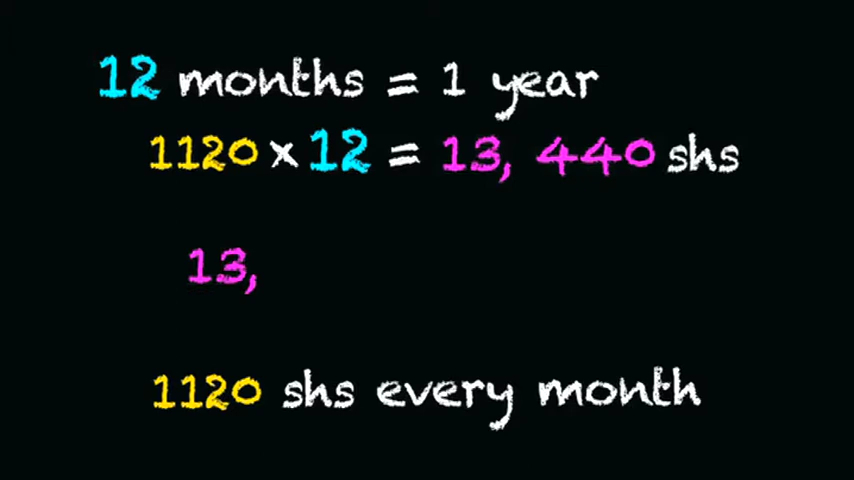 12 months = 1 year
1120 x 12 = 13, 440 shs
13,
1120 shs every month